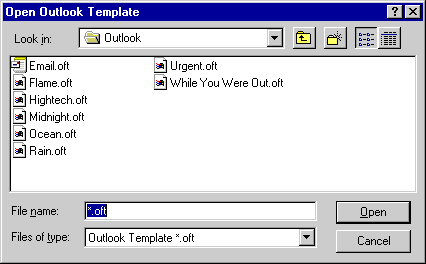 Open Outlook Template
Look in: Outlook
Email.oft
Flame.oft
Hightech.oft
Midnight.oft
Ocean.oft
Rain.oft
Urgent.oft
While You Were Out.oft
File name: *.oft
Open
Files of type: Outlook Template *.oft
Cancel